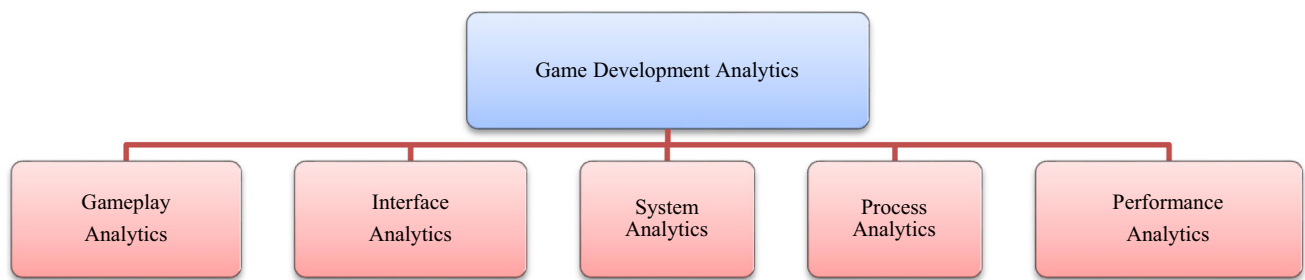 Game Development Analytics
Gameplay
Analytics
Interface
Analytics
System
Analytics
Process
Analytics
Performance
Analytics